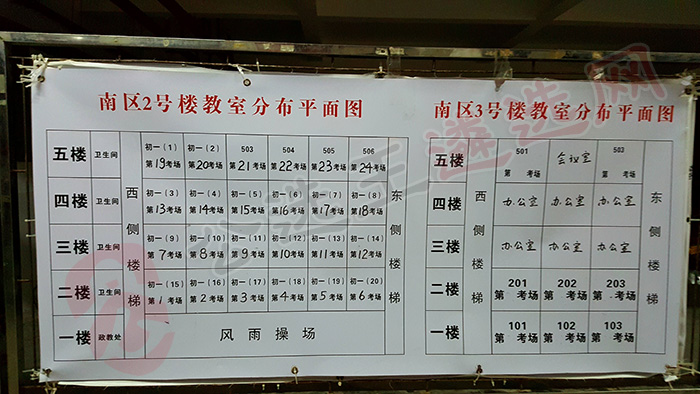 南区2号楼教室分布平面图
五楼 卫生间 初一(1) 初一(2) 503 504 505 506
第19考场 第20考场 第21考场 第22考场 第23考场 第24考场
四楼 卫生间 初一(3) 初一(4) 初一(5) 初一(6) 初一(7) 初一(8)
第13考场 第14考场 第15考场 第16考场 第17考场 第18考场
三楼 卫生间 初一(9) 初一(10) 初一(11) 初一(12) 初一(13) 初一(14)
第7考场 第8考场 第9考场 第10考场 第11考场 第12考场
二楼 卫生间 初一(15) 初一(16) 初一(17) 初一(18) 初一(19) 初一(20)
第1考场 第2考场 第3考场 第4考场 第5考场 第6考场
一楼 政教处 风雨操场
西侧楼梯
东侧楼梯
南区3号楼教室分布平面图
五楼 501 会议室 503
第 考场 第 考场
四楼 办公室 办公室 办公室
三楼 办公室 办公室 办公室
二楼 201 202 203
第 考场 第 考场 第 考场
一楼 101 102 103
第 考场 第 考场 第 考场
西侧楼梯
东侧楼梯
公选王遴选网